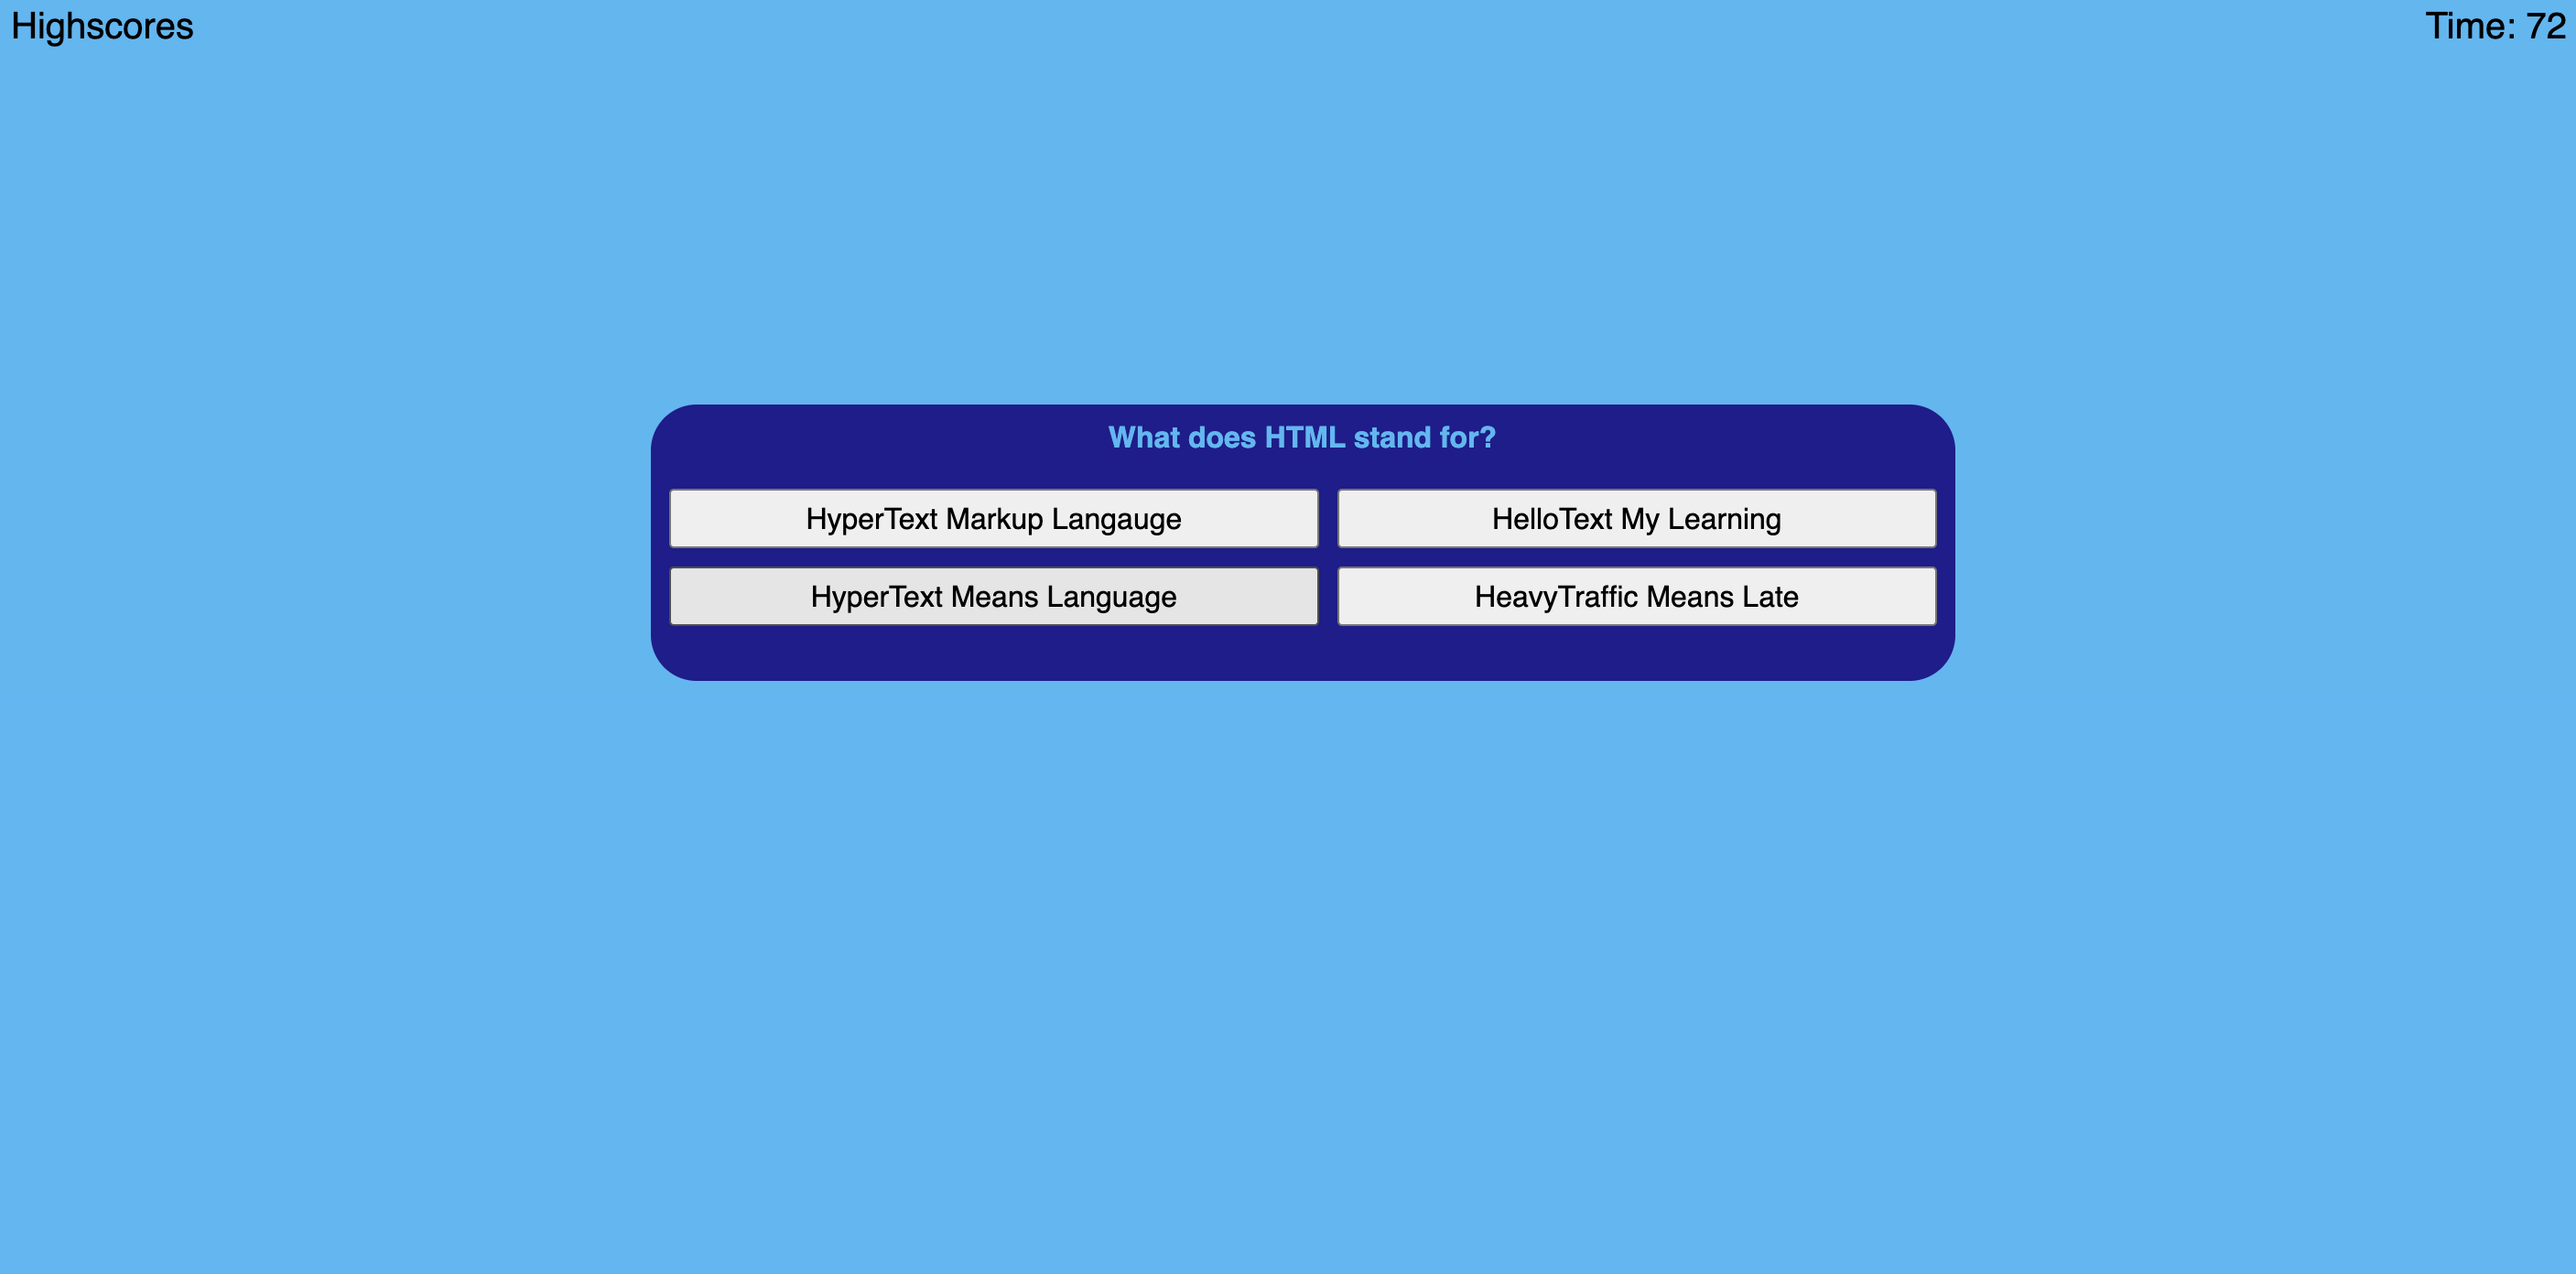 Highscores
Time: 72
What does HTML stand for?
HyperText Markup Langauge
HelloText My Learning
HyperText Means Language
HeavyTraffic Means Late